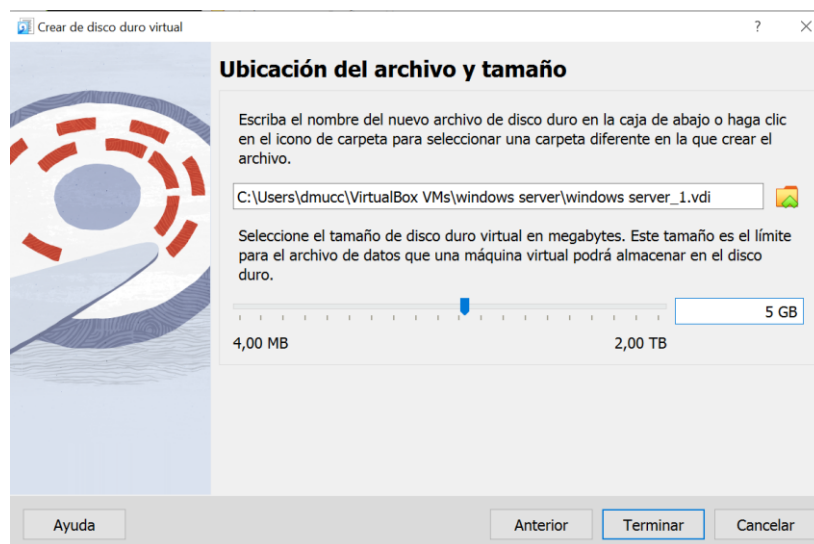 Crear de disco duro virtual
?
Ubicación del archivo y tamaño
Escriba el nombre del nuevo archivo de disco duro en la caja de abajo o haga clic
en el icono de carpeta para seleccionar una carpeta diferente en la que crear el
archivo.
C:\Users\dmucc\VirtualBox VMs\windows server\windows server_1.vdi
Seleccione el tamaño de disco duro virtual en megabytes. Este tamaño es el límite
para el archivo de datos que una máquina virtual podrá almacenar en el disco
duro.
5 GB
4,00 MB 2,00 TB
Ayuda Anterior Terminar Cancelar